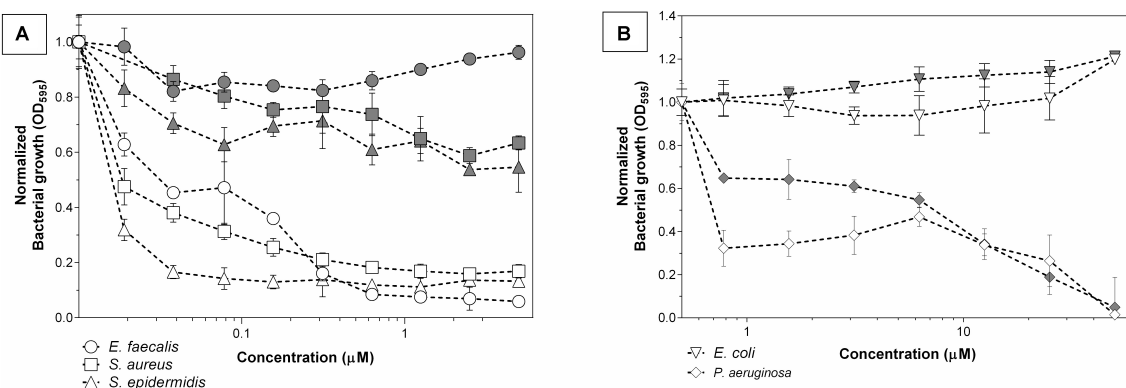 A
Normalized
Bacterial growth (OD595)
1.0
0.8
0.6
0.4
0.2
0.0
0.1
1
Concentration (μM)
E. faecalis
S. aureus
S. epidermidis
B
Normalized
Bacterial growth (OD595)
1.4
1.2
1.0
0.8
0.6
0.4
0.2
0.0
1
10
Concentration (μM)
E. coli
P. aeruginosa